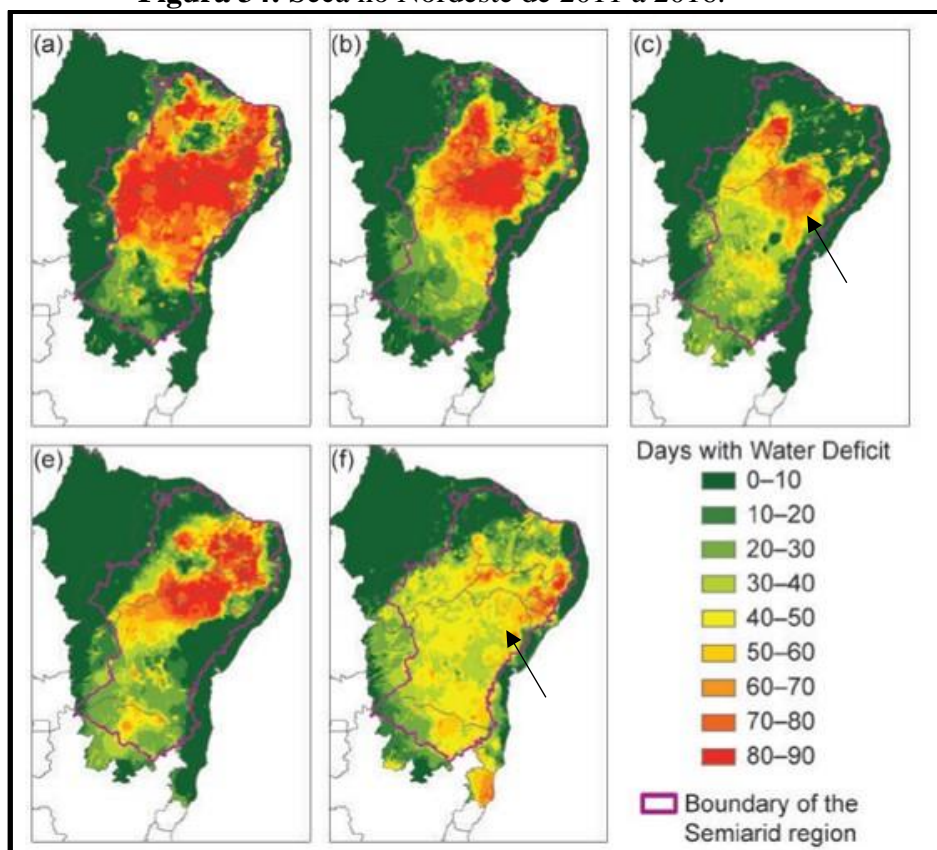 Figura 34: Seca no Nordeste de 2011 a 2016.
(a)
(b)
(c)
(e)
(f)
Days with Water Deficit
0–10
10–20
20–30
30–40
40–50
50–60
60–70
70–80
80–90
Boundary of the
Semiarid region